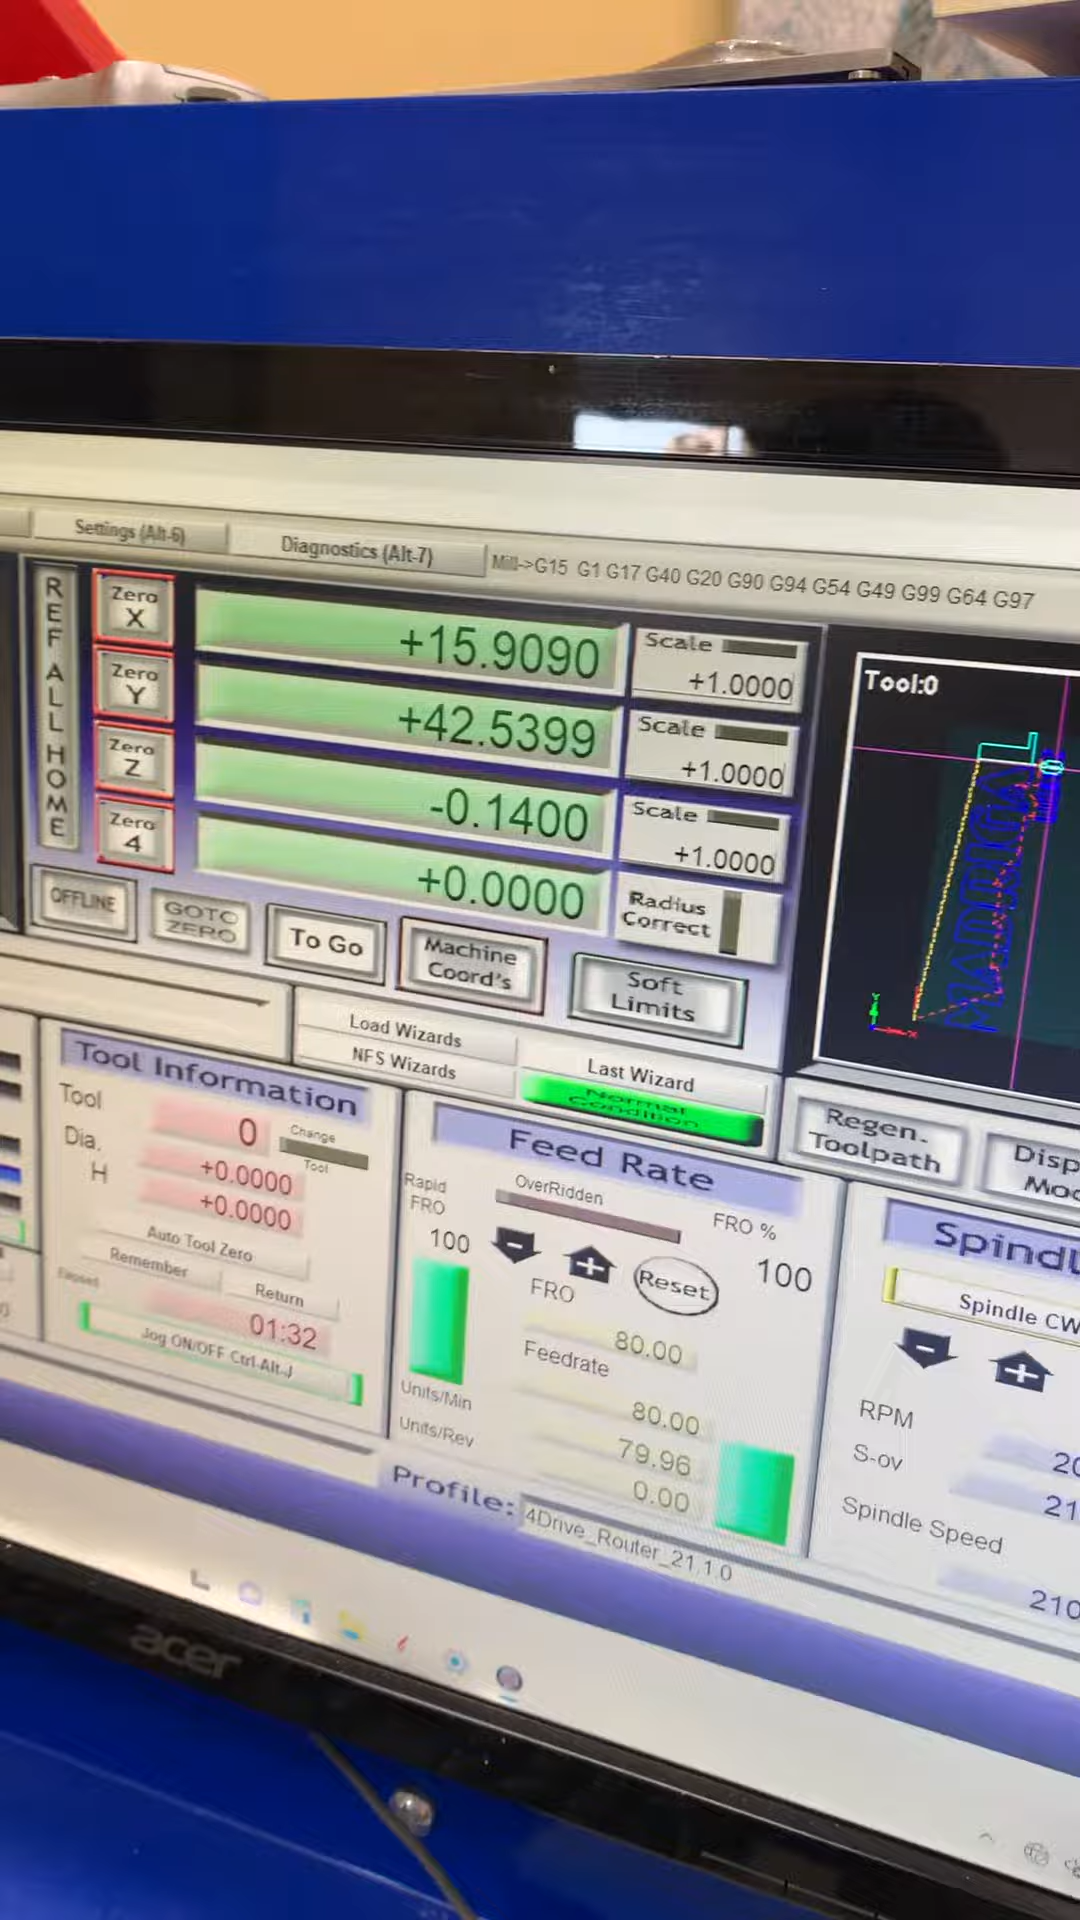 Settings (Alt-6)
Diagnostics (Alt-7)
Mill->G15 G1 G17 G40 G20 G90 G94 G54 G49 G99 G64 G97
REF ALL HOME
Zero X
+15.9090
Scale
+1.0000
Zero Y
+42.5399
Scale
+1.0000
Zero Z
-0.1400
Scale
+1.0000
Zero 4
+0.0000
Radius
Correct
Tool:0
OFFLINE
GOTO
ZERO
To Go
Machine
Coord's
Soft
Limits
Load Wizards
NFS Wizards
Last Wizard
Normal
Condition
Regen.
Toolpath
Tool Information
Tool
0
Change
Tool
Dia.
+0.0000
H
+0.0000
Auto Tool Zero
Remember
Return
Elapsed
01:32
Jog ON/OFF Ctrl-Alt-J
Feed Rate
OverRidden
Rapid
FRO
100
FRO %
100
Reset
FRO
80.00
Feedrate
80.00
Units/Min
79.96
Units/Rev
0.00
Spindle CW
RPM
S-ov
Spindle Speed
210
Profile:
4Drive_Router_21.1.0
acer